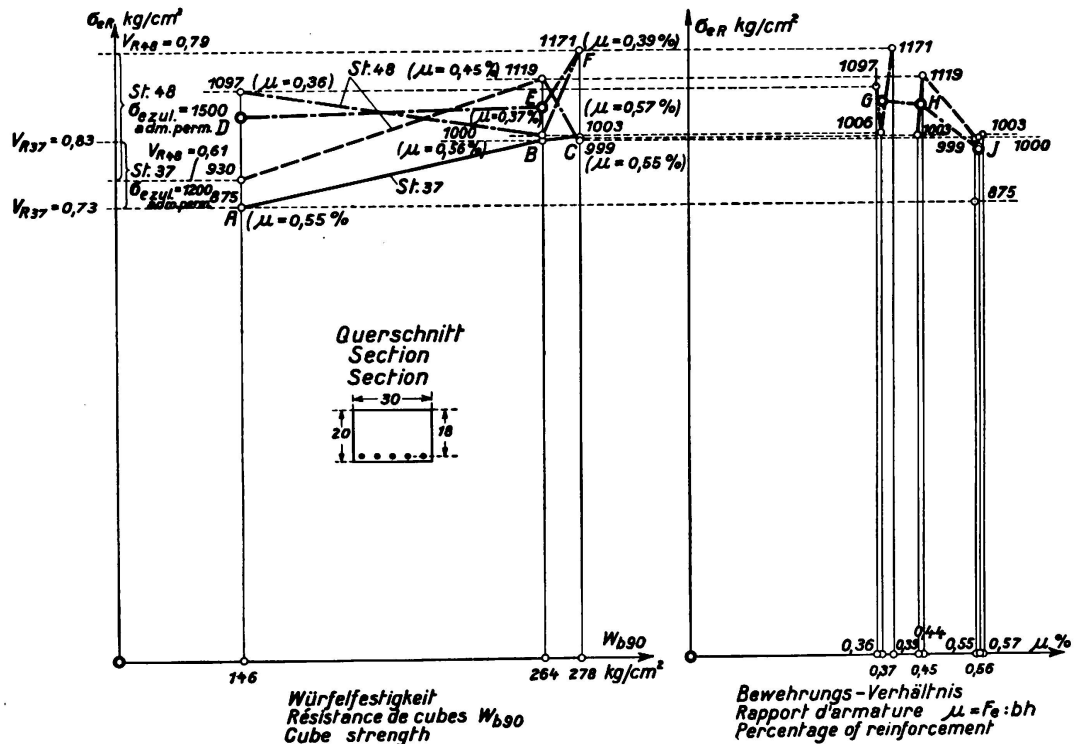 σeR kg/cm²
VR48 = 0,79
1171 (μ = 0,39%)
F
St. 48
1097 (μ = 0,36)
St. 48
(μ = 0,45%) 1119
E
σe zul. = 1500
adm. perm.
D
(μ = 0,37%)
(μ = 0,57%)
1000
1003
VR37 = 0,83
(μ = 0,56%)
B
C
999
VR48 = 0,61
(μ = 0,55%)
St. 37
930
St. 37
σe zul. = 1200
adm. perm.
875
VR37 = 0,73
A
(μ = 0,55%
Querschnitt
Section
Section
30
20
18
Wb90
kg/cm²
146
264
278
Würfelfestigkeit
Résistance de cubes Wb90
Cube strength
σeR kg/cm²
1171
1097
1119
G
H
1006
1003
999
1003
J
1000
875
0,36
0,37
0,39
0,44
0,45
0,55
0,56
0,57
μ %
Bewehrungs-Verhältnis
Rapport d'armature μ = Fe : bh
Percentage of reinforcement